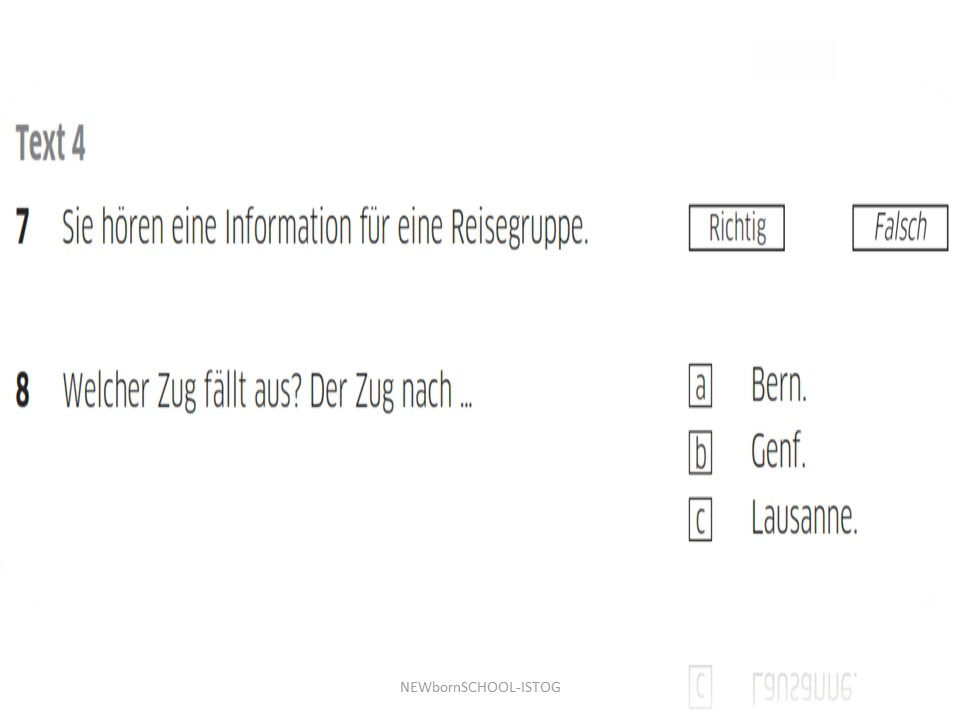 Text 4
7 Sie hören eine Information für eine Reisegruppe. Richtig Falsch
8 Welcher Zug fällt aus? Der Zug nach ... a Bern.
b Genf.
c Lausanne.
NEWbornSCHOOL-ISTOG
c Lausanne.